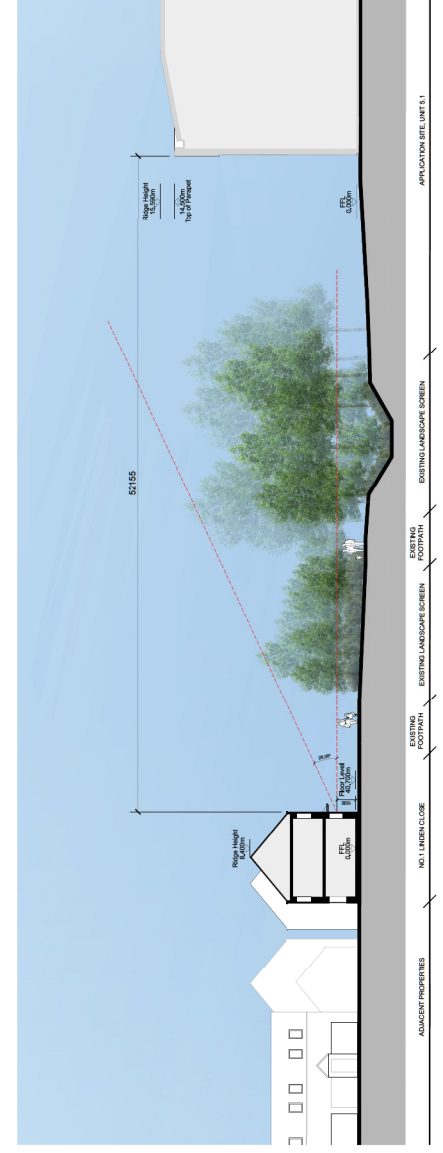 Ridge Height
15,590m
14,500m
Top of Parapet
52155
Ridge Height
8,400m
Floor Level
40,700m
FFL
0,000m
FFL
0,000m
ADJACENT PROPERTIES
NO.1 LINDEN CLOSE
EXISTING
FOOTPATH
EXISTING LANDSCAPE SCREEN
EXISTING
FOOTPATH
EXISTING LANDSCAPE SCREEN
APPLICATION SITE, UNIT 5.1